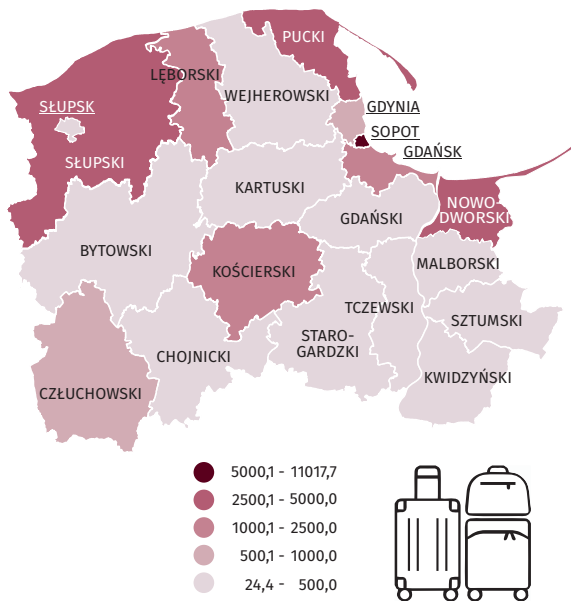 PUCKI
LĘBORSKI
WEJHEROWSKI
SŁUPSK
GDYNIA
SOPOT
GDAŃSK
SŁUPSKI
KARTUSKI
NOWO-
DWORSKI
GDAŃSKI
BYTOWSKI
MALBORSKI
KOŚCIERSKI
TCZEWSKI
SZTUMSKI
STARO-
GARDZKI
CHOJNICKI
KWIDZYŃSKI
CZŁUCHOWSKI
5000,1 - 11017,7
2500,1 - 5000,0
1000,1 - 2500,0
500,1 - 1000,0
24,4 - 500,0